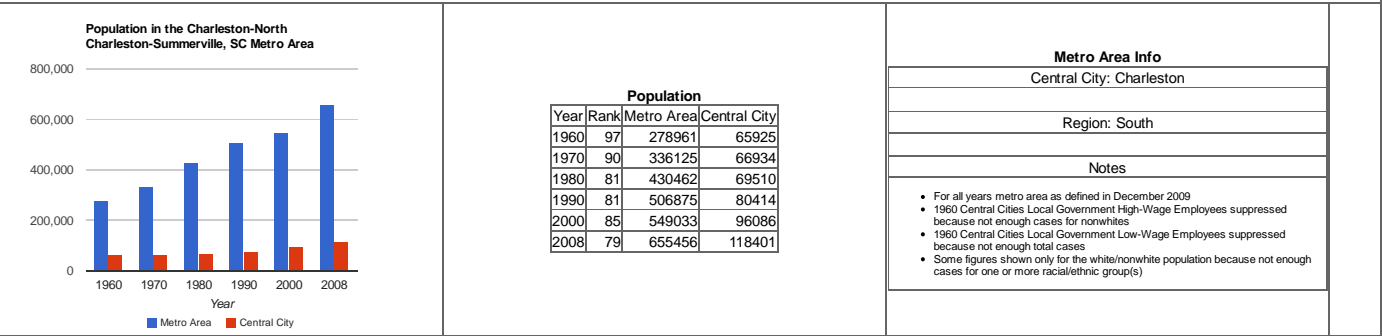 Population in the Charleston-North
Charleston-Summerville, SC Metro Area
800,000
600,000
400,000
200,000
0
1960 1970 1980 1990 2000 2008
Year
Metro Area Central City
Population
Year Rank Metro Area Central City
1960 97 278961 65925
1970 90 336125 66934
1980 81 430462 69510
1990 81 506875 80414
2000 85 549033 96086
2008 79 655456 118401
Metro Area Info
Central City: Charleston
Region: South
Notes
• For all years metro area as defined in December 2009
• 1960 Central Cities Local Government High-Wage Employees suppressed
because not enough cases for nonwhites
• 1960 Central Cities Local Government Low-Wage Employees suppressed
because not enough total cases
• Some figures shown only for the white/nonwhite population because not enough
cases for one or more racial/ethnic group(s)